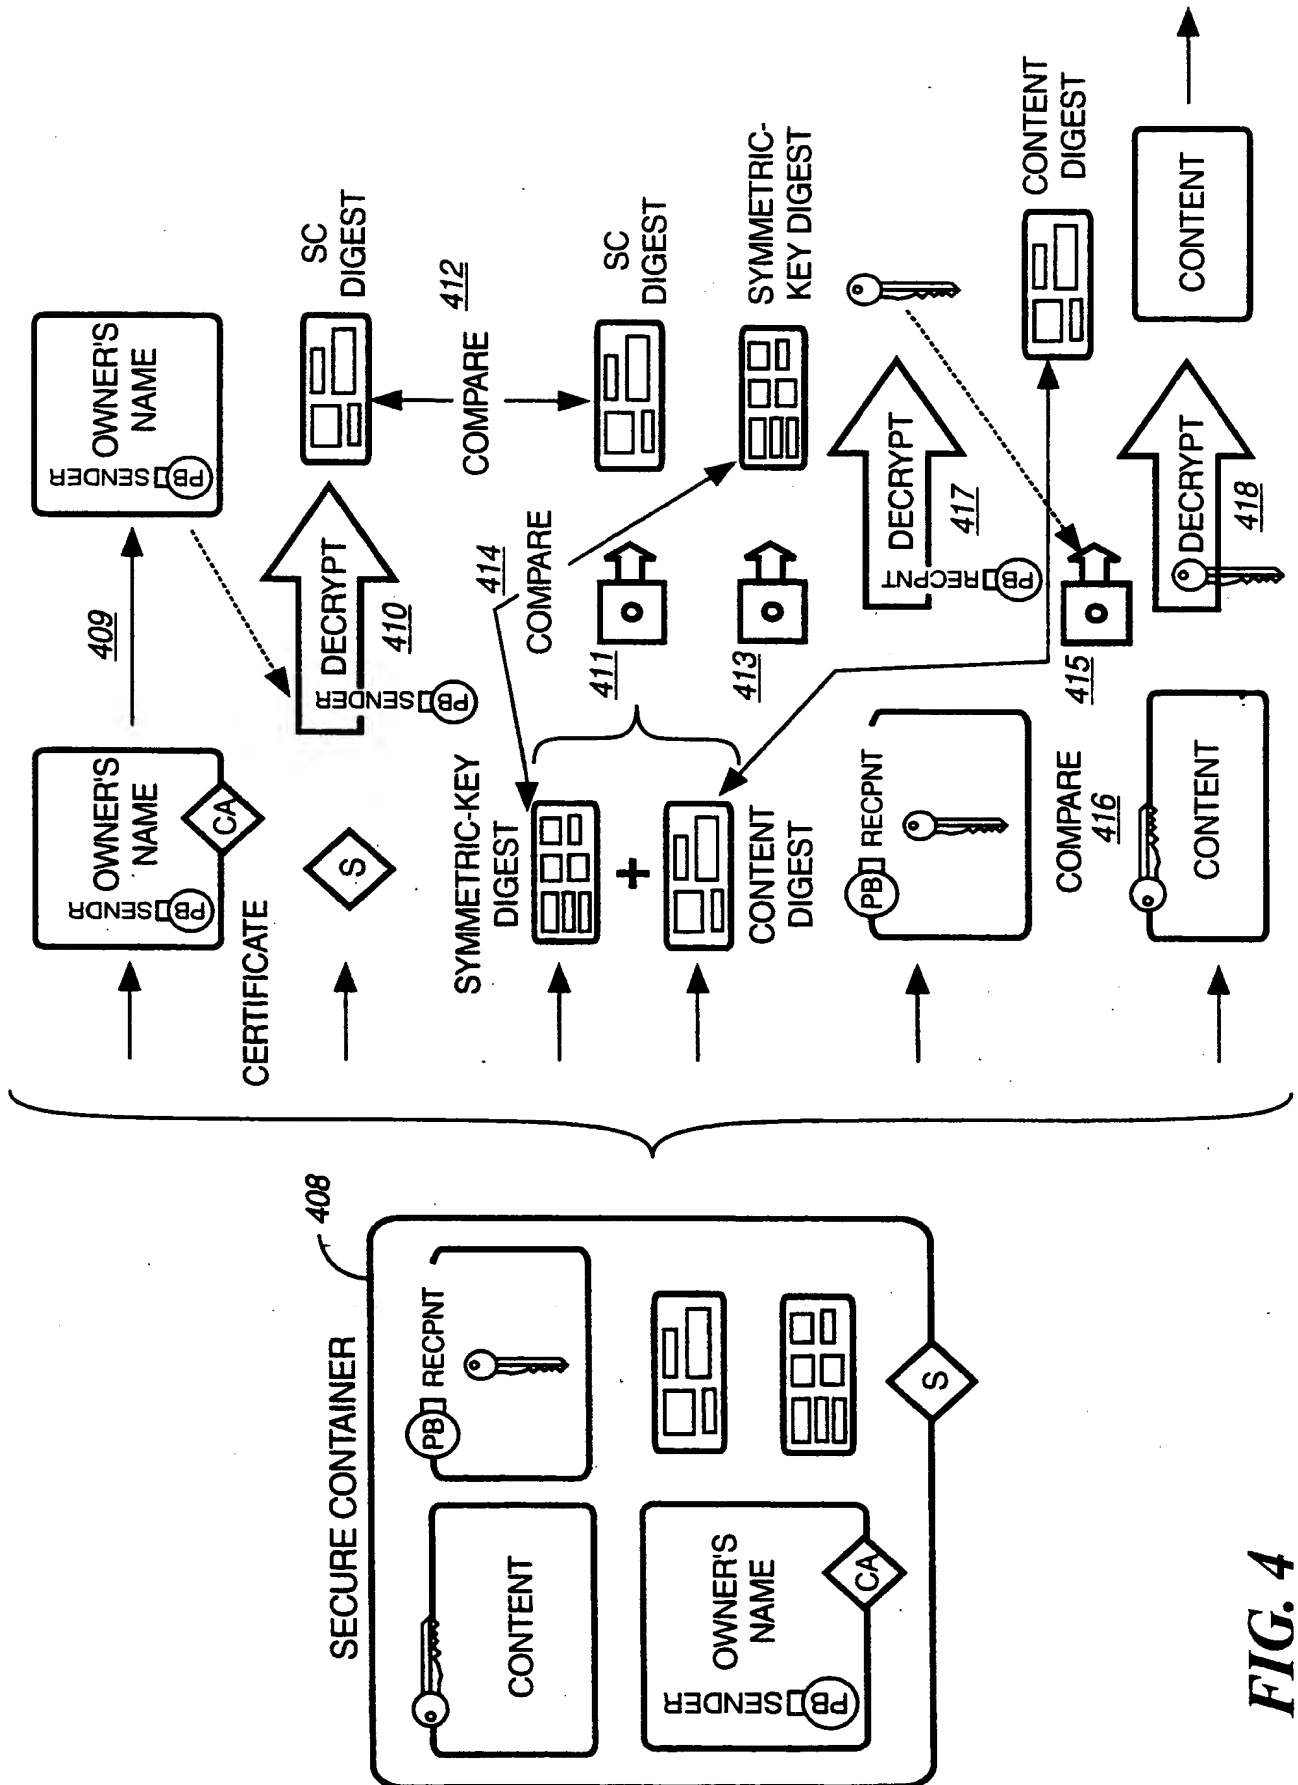 SECURE CONTAINER
408
CONTENT
PB RECPNT
PB SENDER
OWNER'S
NAME
CA
S
PB SENDR
OWNER'S
NAME
CA
CERTIFICATE
409
PB SENDER
OWNER'S
NAME
S
DECRYPT
PB SENDER
410
SC
DIGEST
COMPARE
412
SYMMETRIC-KEY
DIGEST
+
CONTENT
DIGEST
414
COMPARE
411
SC
DIGEST
413
SYMMETRIC-
KEY DIGEST
PB RECPNT
DECRYPT
PB RECPNT
417
COMPARE
416
415
CONTENT
DIGEST
CONTENT
DECRYPT
418
CONTENT
FIG. 4